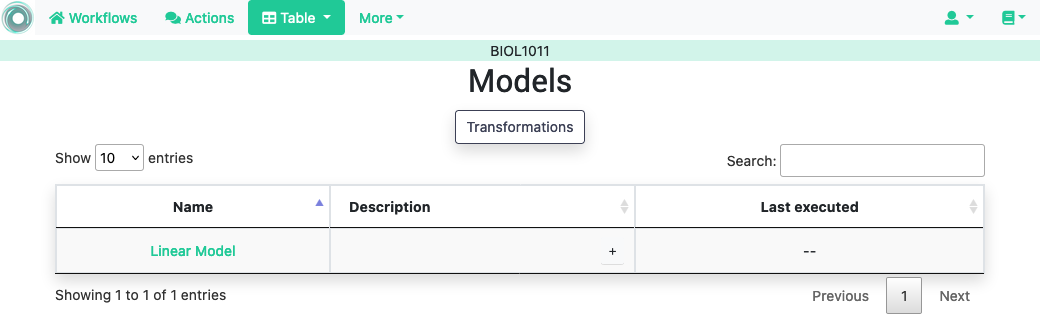 Workflows Actions Table More
BIOL1011
Models
Transformations
Show 10 entries Search:
Name Description Last executed
Linear Model + --
Showing 1 to 1 of 1 entries Previous 1 Next